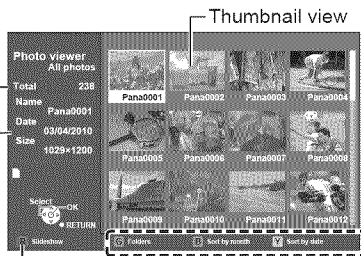 Thumbnail view
Photo viewer
All photos
Total 238
Name
Pana0001
Date
03/04/2010
Size
1029×1200
Select
OK
RETURN
R Slideshow
Pana0001 Pana0002 Pana0003 Pana0004
Pana0005 Pana0006 Pana0007 Pana0008
Pana0009 Pana0010 Pana0011 Pana0012
G Folders B Sort by month Y Sort by date